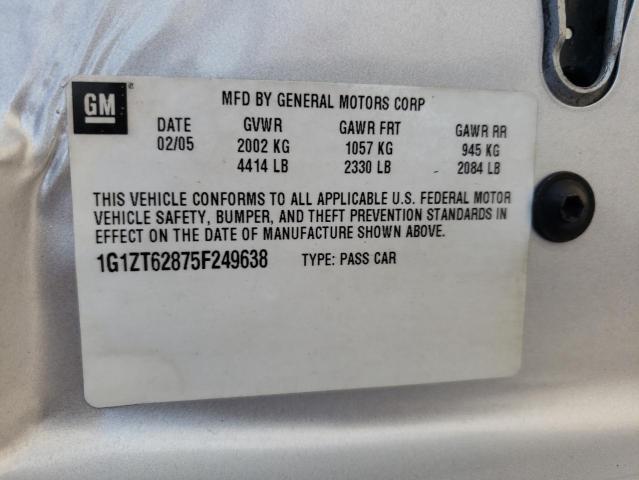 GM
MFD BY GENERAL MOTORS CORP
DATE GVWR GAWR FRT GAWR RR
02/05 2002 KG 1057 KG 945 KG
4414 LB 2330 LB 2084 LB
THIS VEHICLE CONFORMS TO ALL APPLICABLE U.S. FEDERAL MOTOR
VEHICLE SAFETY, BUMPER, AND THEFT PREVENTION STANDARDS IN
EFFECT ON THE DATE OF MANUFACTURE SHOWN ABOVE.
1G1ZT62875F249638 TYPE: PASS CAR